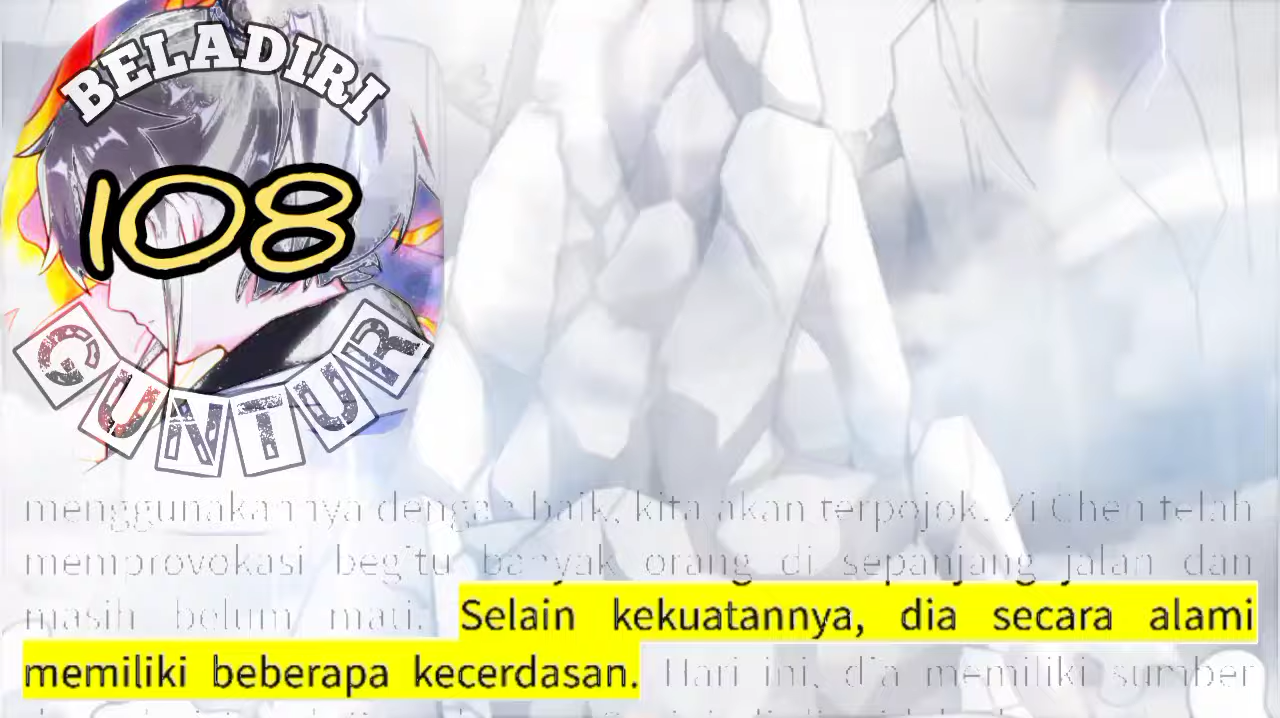 BELADIRI
108
GUNTUR
menggunakannya dengan baik, kita akan terpojok. Zi Chen telah
memprovokasi begitu banyak orang di sepanjang jalan dan
masih belum mati. Selain kekuatannya, dia secara alami
memiliki beberapa kecerdasan. Hari ini, dia memiliki sumber